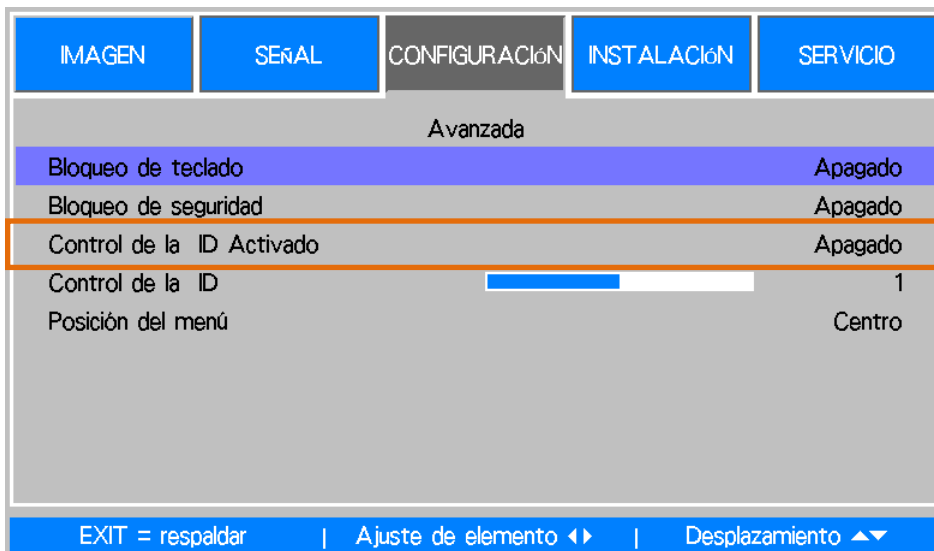 IMAGEN SEñAL CONFIGURACIóN INSTALACIóN SERVICIO
Avanzada
Bloqueo de teclado Apagado
Bloqueo de seguridad Apagado
Control de la ID Activado Apagado
Control de la ID 1
Posición del menú Centro
EXIT = respaldar | Ajuste de elemento ◂▸ | Desplazamiento ▴▾